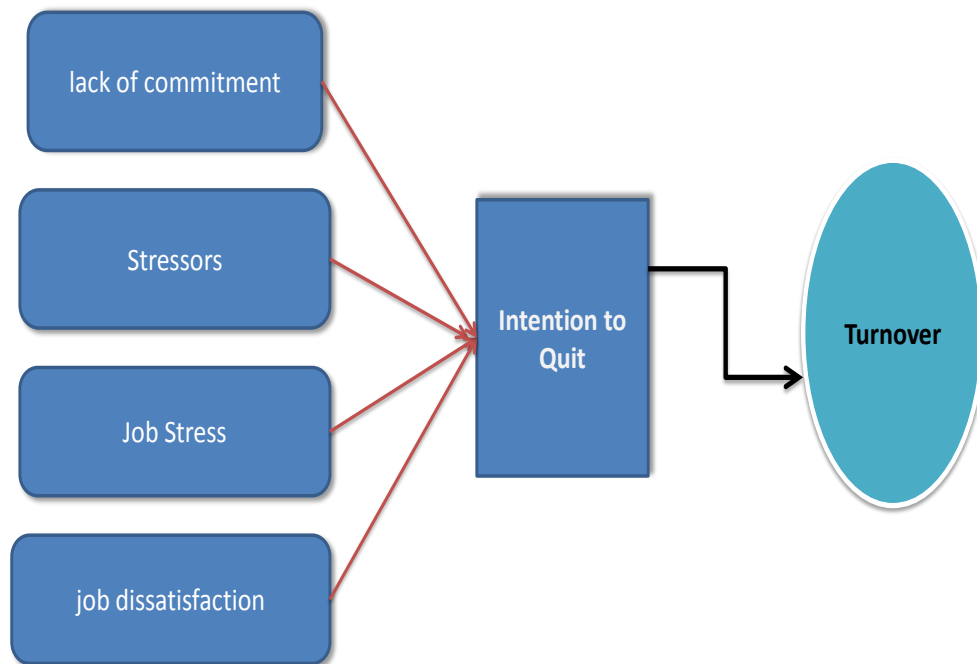 lack of commitment
Stressors
Job Stress
job dissatisfaction
Intention to
Quit
Turnover